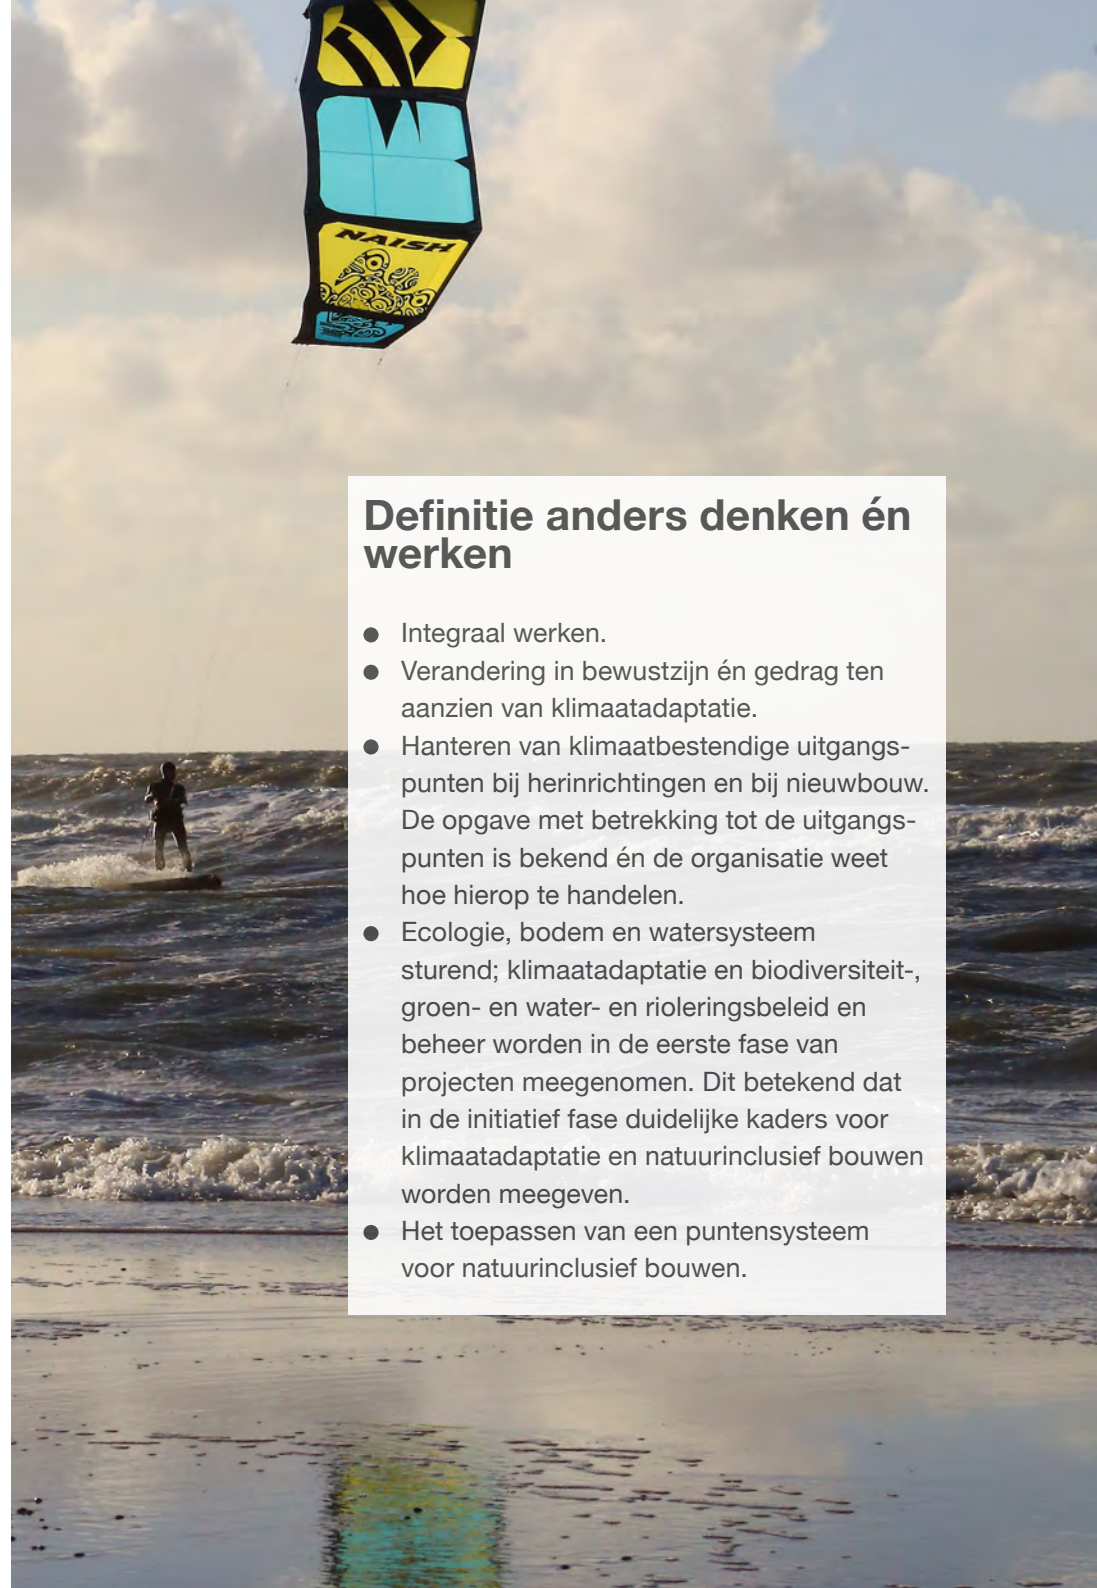 NAISH
Definitie anders denken én
werken
● Integraal werken.
● Verandering in bewustzijn én gedrag ten
aanzien van klimaatadaptatie.
● Hanteren van klimaatbestendige uitgangs-
punten bij herinrichtingen en bij nieuwbouw.
De opgave met betrekking tot de uitgangs-
punten is bekend én de organisatie weet
hoe hierop te handelen.
● Ecologie, bodem en watersysteem
sturend; klimaatadaptatie en biodiversiteit-,
groen- en water- en rioleringsbeleid en
beheer worden in de eerste fase van
projecten meegenomen. Dit betekend dat
in de initiatief fase duidelijke kaders voor
klimaatadaptatie en natuurinclusief bouwen
worden meegeven.
● Het toepassen van een puntensysteem
voor natuurinclusief bouwen.